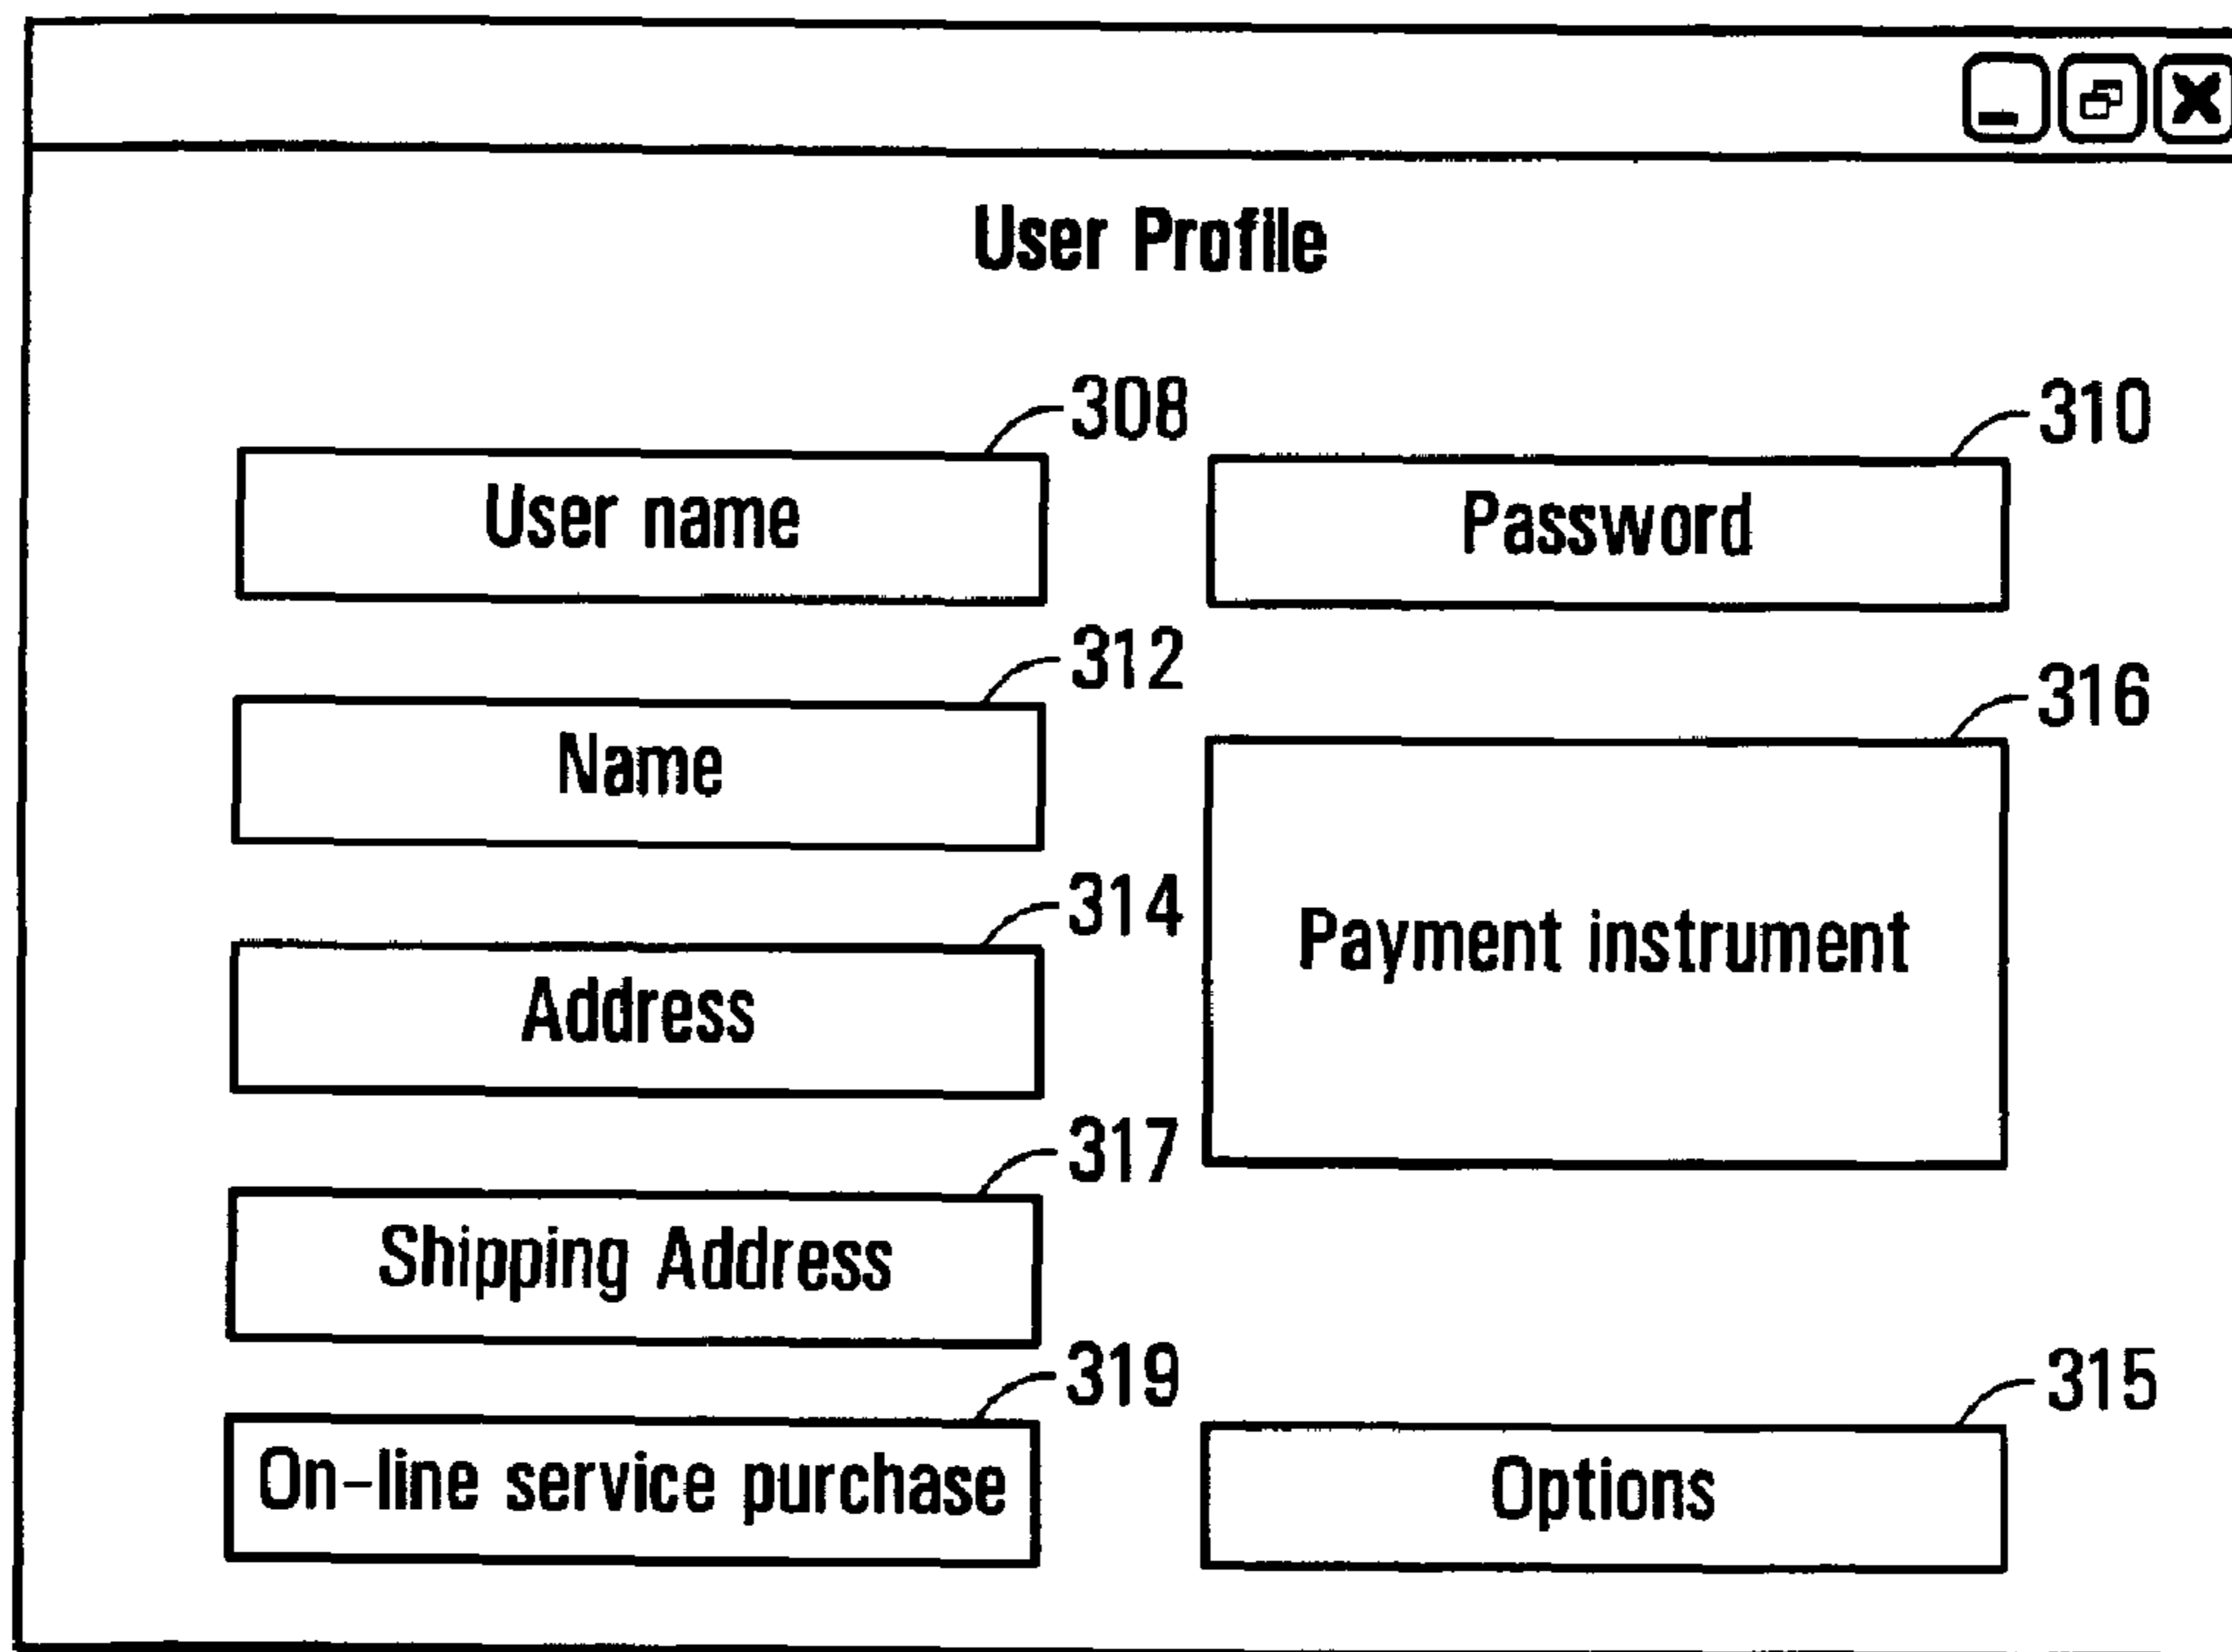 User Profile
308
310
User name
Password
312
316
Name
314
Address
Payment instrument
317
Shipping Address
319
315
On-line service purchase
Options